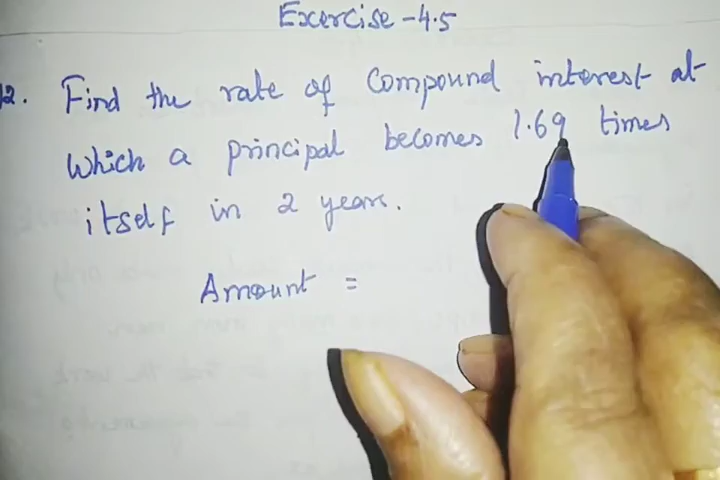 Exercise - 4.5
12. Find the rate of compound interest at
which a principal becomes 1.69 times
itself in 2 years.
Amount =